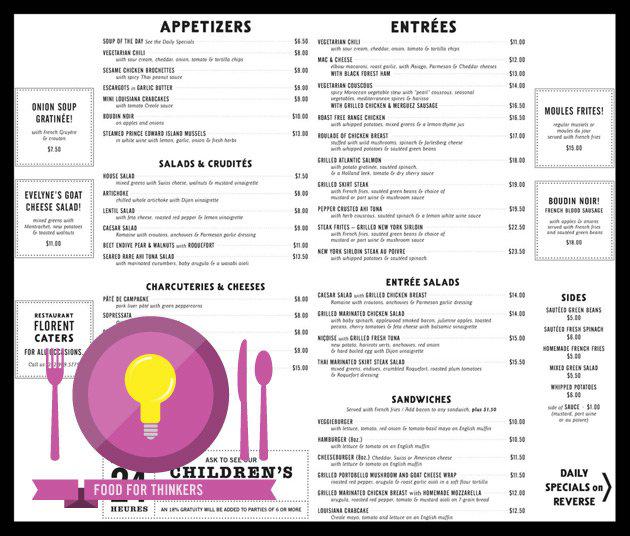 APPETIZERS
SOUP OF THE DAY See the Daily Specials $6.50
VEGETARIAN CHILI $8.00
with sour cream, cheddar, onion, tomato & tortilla chips
SESAME CHICKEN BROCHETTES $8.00
with spicy Thai peanut sauce
ESCARGOTS in GARLIC BUTTER $9.00
MINI LOUISIANA CRABCAKES $8.00
with tomato Creole sauce
BOUDIN NOIR $10.00
on apples and onions
STEAMED PRINCE EDWARD ISLAND MUSSELS $13.00
in white wine with lemon, garlic, onion & fresh herbs
SALADS & CRUDITÉS
HOUSE SALAD $7.50
mixed greens with Swiss cheese, walnuts & mustard vinaigrette
ARTICHOKE $8.00
chilled whole artichoke with Dijon vinaigrette
LENTIL SALAD $8.00
with feta cheese, roasted red pepper & lemon vinaigrette
CAESAR SALAD $9.00
Romaine with croutons, anchoveys & Parmesan garlic dressing
BEET ENDIVE PEAR & WALNUTS with ROQUEFORT $11.00
SEARED RARE AHI TUNA SALAD $13.50
with marinated cucumbers, baby arugula & a wasabi aioli
CHARCUTERIES & CHEESES
PÂTE DE CAMPAGNE $8.00
pork liver pâté with green peppercorns
SOPRESSATA $8.00
$8.00
$8.00
$15.00
ONION SOUP
GRATINÉE!
with French Gruyère
& crouton
$7.50
EVELYNE'S GOAT
CHEESE SALAD!
mixed greens with
Montrachet, new potatoes
& toasted walnuts
$11.00
RESTAURANT
FLORENT
CATERS
FOR ALL OCCASIONS
Call us
24
HEURES
ASK TO SEE OUR
CHILDREN'S
AN 18% GRATUITY WILL BE ADDED TO PARTIES OF 6 OR MORE
FOOD FOR THINKERS
ENTRÉES
VEGETARIAN CHILI $11.00
with sour cream, cheddar, onion, tomato & tortilla chips
MAC & CHEESE $12.00
elbow macaroni, roast garlic, with Asiago, Parmesan & Cheddar cheeses
WITH BLACK FOREST HAM $13.00
VEGETARIAN COUSCOUS $14.00
spicy Moroccan vegetable stew with "pearl" couscous, seasonal
vegetables, mediterranean spices & harissa
WITH GRILLED CHICKEN & MERGUEZ SAUSAGE $16.50
ROAST FREE RANGE CHICKEN $16.50
with whipped potatoes, mixed greens & a lemon thyme jus
ROULADE OF CHICKEN BREAST $17.00
stuffed with wild mushrooms, spinach & farleyBoursin
with whipped potatoes & sautéed green beans
GRILLED ATLANTIC SALMON $18.00
with potato gratinée, sautéed spinach,
& a Holland leek, tomato & dry sherry sauce
GRILLED SKIRT STEAK $19.00
with French fries, sautéed green beans & choice of
mustard or pan wine mushroom sauce
PEPPER CRUSTED AHI TUNA $19.50
with herb couscous, sautéed spinach & a lemon white wine sauce
STEAK FRITES – GRILLED NEW YORK SIRLOIN $22.50
with French fries, sautéed green beans & choice of
mustard or pan wine mushroom sauce
NEW YORK SIRLOIN STEAK AU POIVRE $23.50
with whipped potatoes & sautéed spinach
ENTRÉE SALADS
CAESAR SALAD with GRILLED CHICKEN BREAST $14.00
Romaine with croutons, anchoveys & Parmesan garlic dressing
GRILLED MARINATED CHICKEN SALAD $14.00
with baby spinach, applewood smoked bacon, julienne apples, toasted
pecans, cherry tomatoes & feta cheese with balsamic vinaigrette
NIÇOISE with GRILLED FRESH TUNA $15.00
new potato, haricots verts, anchoves, red onion
& hard boiled egg with Dijon vinaigrette
THAI MARINATED SKIRT STEAK SALAD $15.50
mixed greens, endives, crumbled Roquefort, roasted plum tomatoes
& Roquefort dressing
SANDWICHES
Served with French Fries / Add bacon to any sandwich, plus $1.50
VEGGIEBURGER $10.00
with lettuce, tomato, red onion & tomato-basil mayo on English muffin
HAMBURGER (8oz.) $10.50
with lettuce & tomato on an English muffin
CHEESEBURGER (8oz.) Cheddar, Swiss or American cheese $11.50
with lettuce & tomato on an English muffin
GRILLED PORTOBELLO MUSHROOM AND GOAT CHEESE WRAP $11.50
roasted red pepper, arugula & roast garlic aioli in a soft flour tortilla
GRILLED MARINATED CHICKEN BREAST with HOMEMADE MOZZARELLA $12.00
arugula, roasted red pepper, tomato & mustard aioli on 7-grain bread
LOUISIANA CRABCAKE $12.50
Creole mayo, tomato and lettuce on an English muffin
MOULES FRITES!
regular musiels or
moules du jour
served with French fries
$15.00
BOUDIN NOIR!
FRENCH BLOOD SAUSAGE
with apples & onions
served with French fries
and sautéed green beans
$18.00
SIDES
SAUTÉED GREEN BEANS
$5.00
SAUTÉED FRESH SPINACH
$6.00
HOMEMADE FRENCH FRIES
$5.00
MIXED GREEN SALAD
$5.50
WHIPPED POTATOES
$6.00
side of SAUCE · $1.00
(mustard, port wine
or au poivre)
DAILY
SPECIALS on
REVERSE